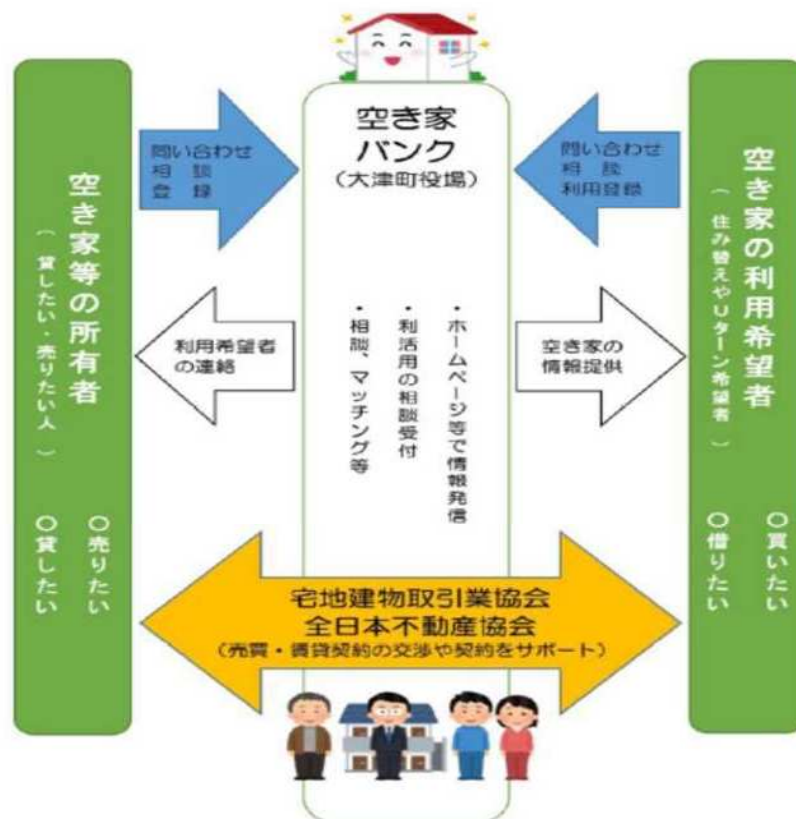 空き家
バンク
（大津町役場）
問い合わせ
相　談
登　録
問い合わせ
相　談
利用登録
空き家等の所有者
（貸したい・売りたい人）
○売りたい
○貸したい
利用希望者
の連絡
・ホームページ等で情報発信
・利活用の相談受付
・相談、マッチング等
空き家の
情報提供
空き家の利用希望者
（住み替えやUターン希望者）
○買いたい
○借りたい
宅地建物取引業協会
全日本不動産協会
（売買・賃貸契約の交渉や契約をサポート）